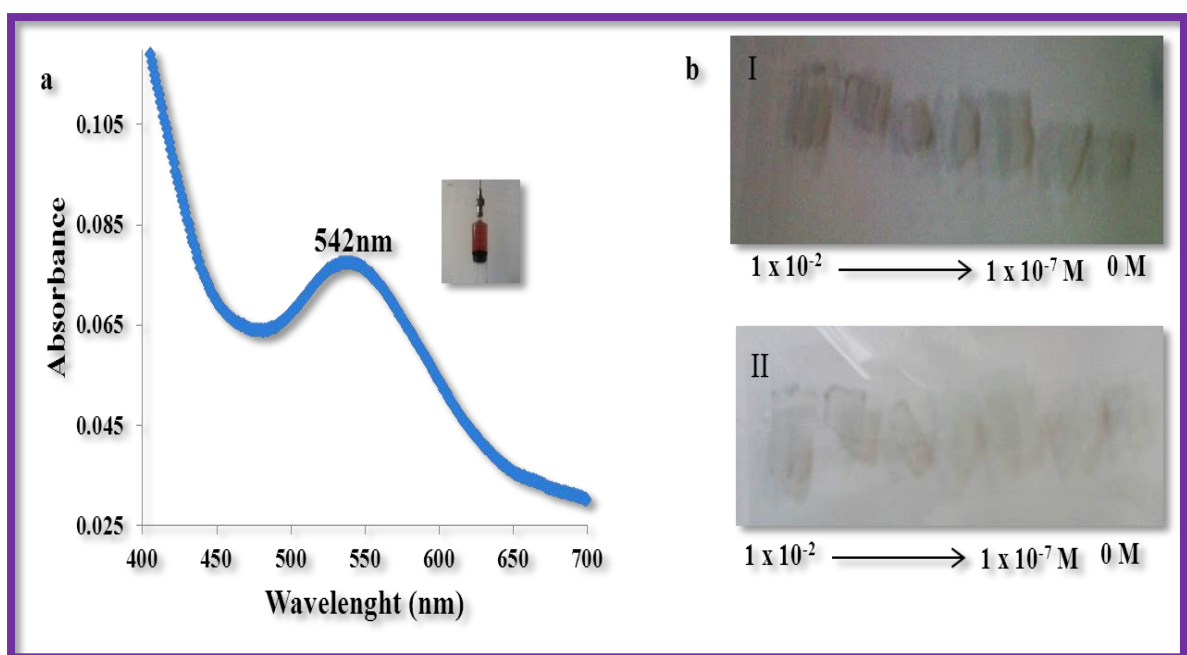 a
0.105
0.085
0.065
0.045
0.025
400 450 500 550 600 650 700
Absorbance
Wavelenght (nm)
542nm
b
I
1 x 10⁻² 1 x 10⁻⁷ M 0 M
II
1 x 10⁻² 1 x 10⁻⁷ M 0 M